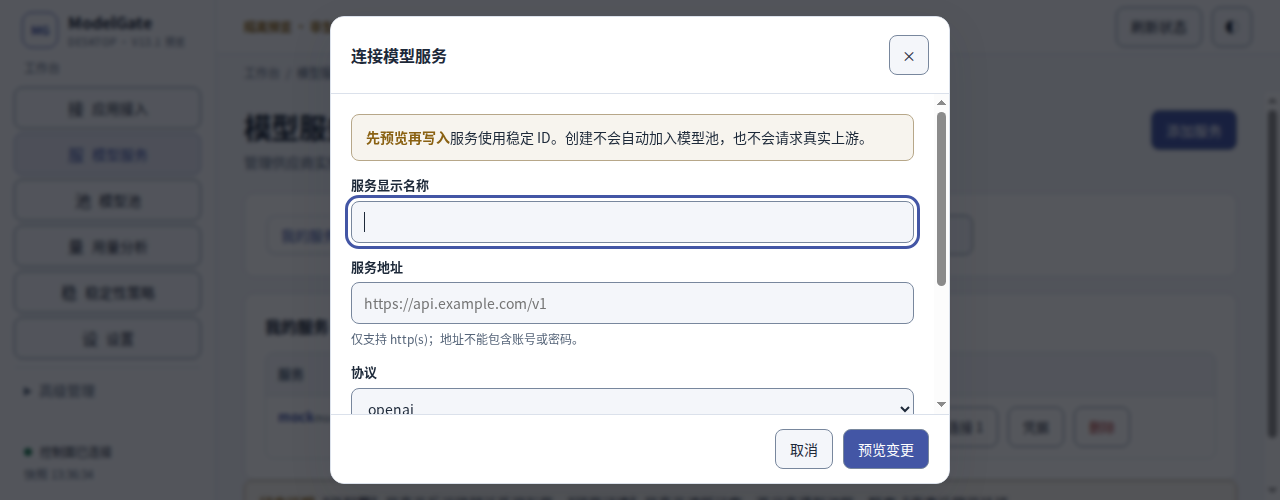 ModelGate
工作台
应用接入
模型服务
模型池
用量分析
稳定性策略
设置
高级管理
控制面已连接
刷新状态
工作台 /
模型服
添加服务
我的服务
服务
mock
连接模型服务
×
先预览再写入服务使用稳定 ID。创建不会自动加入模型池，也不会请求真实上游。
服务显示名称
服务地址
https://api.example.com/v1
仅支持 http(s)；地址不能包含账号或密码。
协议
openai
取消
预览变更
删除